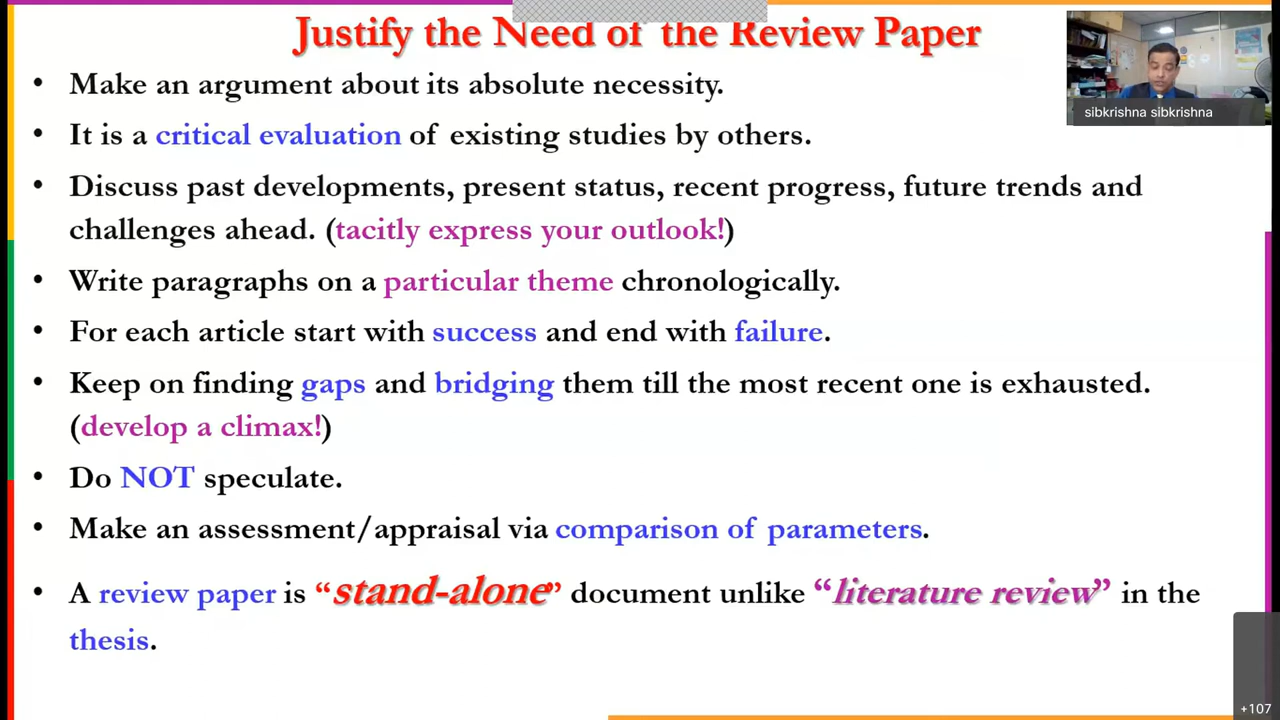 Justify the Need of the Review Paper
• Make an argument about its absolute necessity.
• It is a critical evaluation of existing studies by others.
• Discuss past developments, present status, recent progress, future trends and
challenges ahead. (tacitly express your outlook!)
• Write paragraphs on a particular theme chronologically.
• For each article start with success and end with failure.
• Keep on finding gaps and bridging them till the most recent one is exhausted.
(develop a climax!)
• Do NOT speculate.
• Make an assessment/appraisal via comparison of parameters.
• A review paper is “stand-alone” document unlike “literature review” in the
thesis.
sibkrishna sibkrishna
+107